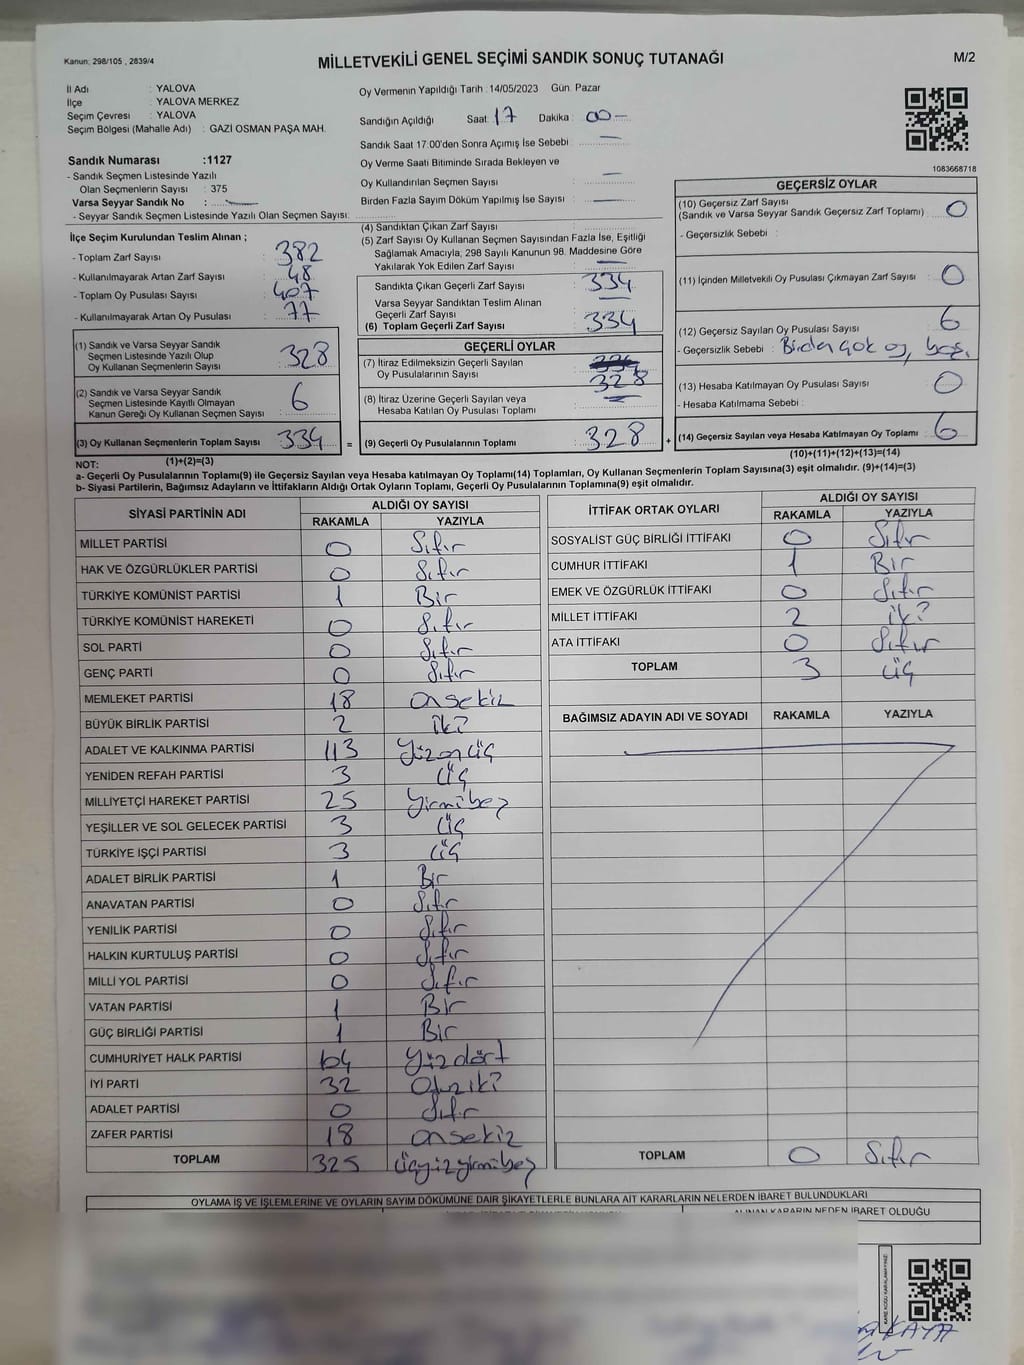 Kanun: 298/105 , 2839/4
MİLLETVEKİLİ GENEL SEÇİMİ SANDIK SONUÇ TUTANAĞI
M/2
İl Adı : YALOVA
İlçe : YALOVA MERKEZ
Seçim Çevresi : YALOVA
Seçim Bölgesi (Mahalle Adı) : GAZİ OSMAN PAŞA MAH.
Sandık Numarası :1127
- Sandık Seçmen Listesinde Yazılı
Olan Seçmenlerin Sayısı : 375
Varsa Seyyar Sandık No :
- Seyyar Sandık Seçmen Listesinde Yazılı Olan Seçmen Sayısı:
Oy Vermenin Yapıldığı Tarih : 14/05/2023 Gün: Pazar
Sandığın Açıldığı Saat: 17 Dakika : 00
Sandık Saat 17:00'den Sonra Açımış İse Sebebi :
Oy Verme Saati Bitiminde Sırada Bekleyen ve
Oy Kullandırılan Seçmen Sayısı :
Birden Fazla Sayım Döküm Yapılmış İse Sayısı :
1083668718
İlçe Seçim Kurulundan Teslim Alınan ;
- Toplam Zarf Sayısı : 382
- Kullanılmayarak Artan Zarf Sayısı : 48
- Toplam Oy Pusulası Sayısı : 407
- Kullanılmayarak Artan Oy Pusulası : 77
(4) Sandıktan Çıkan Zarf Sayısı
(5) Zarf Sayısı Oy Kullanan Seçmen Sayısından Fazla İse, Eşitliği
Sağlamak Amacıyla, 298 Sayılı Kanunun 98. Maddesine Göre
Yakılarak Yok Edilen Zarf Sayısı
Sandıkta Çıkan Geçerli Zarf Sayısı : 334
Varsa Seyyar Sandıktan Teslim Alınan
Geçerli Zarf Sayısı :
(6) Toplam Geçerli Zarf Sayısı : 334
GEÇERSİZ OYLAR
(10) Geçersiz Zarf Sayısı
(Sandık ve Varsa Seyyar Sandık Geçersiz Zarf Toplamı) : 0
- Geçersizlik Sebebi :
(11) İçinden Milletvekili Oy Pusulası Çıkmayan Zarf Sayısı : 0
(12) Geçersiz Sayılan Oy Pusulası Sayısı : 6
- Geçersizlik Sebebi : Birden çok oy, boş.
(13) Hesaba Katılmayan Oy Pusulası Sayısı : 0
- Hesaba Katılmama Sebebi :
(14) Geçersiz Sayılan veya Hesaba Katılmayan Oy Toplamı : 6
(10)+(11)+(12)+(13)=(14)
(1) Sandık ve Varsa Seyyar Sandık
Seçmen Listesinde Yazılı Olup
Oy Kullanan Seçmenlerin Sayısı : 328
(2) Sandık ve Varsa Seyyar Sandık
Seçmen Listesinde Kayıtlı Olmayan
Kanun Gereği Oy Kullanan Seçmen Sayısı : 6
(3) Oy Kullanan Seçmenlerin Toplam Sayısı : 334
(1)+(2)=(3)
GEÇERLİ OYLAR
(7) İtiraz Edilmeksizin Geçerli Sayılan
Oy Pusulalarının Sayısı : 328
(8) İtiraz Üzerine Geçerli Sayılan veya
Hesaba Katılan Oy Pusulası Toplamı :
= (9) Geçerli Oy Pusulalarının Toplamı : 328 +
NOT:
a- Geçerli Oy Pusulalarının Toplamı(9) ile Geçersiz Sayılan veya Hesaba katılmayan Oy Toplamı(14) Toplamları, Oy Kullanan Seçmenlerin Toplam Sayısına(3) eşit olmalıdır. (9)+(14)=(3)
b- Siyasi Partilerin, Bağımsız Adayların ve İttifakların Aldığı Ortak Oyların Toplamı, Geçerli Oy Pusulalarının Toplamına(9) eşit olmalıdır.
SİYASİ PARTİNİN ADI ALDIĞI OY SAYISI
RAKAMLA YAZIYLA
MİLLET PARTİSİ 0 Sıfır
HAK VE ÖZGÜRLÜKLER PARTİSİ 0 Sıfır
TÜRKİYE KOMÜNİST PARTİSİ 1 Bir
TÜRKİYE KOMÜNİST HAREKETİ 0 Sıfır
SOL PARTİ 0 Sıfır
GENÇ PARTİ 0 Sıfır
MEMLEKET PARTİSİ 18 onsekiz
BÜYÜK BİRLİK PARTİSİ 2 iki
ADALET VE KALKINMA PARTİSİ 113 Yüzonüç
YENİDEN REFAH PARTİSİ 3 üç
MİLLİYETÇİ HAREKET PARTİSİ 25 yirmibeş
YEŞİLLER VE SOL GELECEK PARTİSİ 3 üç
TÜRKİYE İŞÇİ PARTİSİ 3 üç
ADALET BİRLİK PARTİSİ 1 Bir
ANAVATAN PARTİSİ 0 Sıfır
YENİLİK PARTİSİ 0 Sıfır
HALKIN KURTULUŞ PARTİSİ 0 Sıfır
MİLLİ YOL PARTİSİ 0 Sıfır
VATAN PARTİSİ 1 Bir
GÜÇ BİRLİĞİ PARTİSİ 1 Bir
CUMHURİYET HALK PARTİSİ 104 Yüzdört
İYİ PARTİ 32 Otuziki
ADALET PARTİSİ 0 Sıfır
ZAFER PARTİSİ 18 onsekiz
TOPLAM 325 üçyüzyirmibeş
İTTİFAK ORTAK OYLARI ALDIĞI OY SAYISI
RAKAMLA YAZIYLA
SOSYALİST GÜÇ BİRLİĞİ İTTİFAKI 0 Sıfır
CUMHUR İTTİFAKI 1 Bir
EMEK VE ÖZGÜRLÜK İTTİFAKI 0 Sıfır
MİLLET İTTİFAKI 2 iki
ATA İTTİFAKI 0 Sıfır
TOPLAM 3 üç
BAĞIMSIZ ADAYIN ADI VE SOYADI RAKAMLA YAZIYLA
TOPLAM 0 Sıfır
OYLAMA İŞ VE İŞLEMLERİNE VE OYLARIN SAYIM DÖKÜMÜNE DAİR ŞİKAYETLERLE BUNLARA AİT KARARLARIN NELERDEN İBARET BULUNDUKLARI
ALINAN KARARIN NEDEN İBARET OLDUĞU
KARE KODU KARALAMAYINIZ!
KAYA